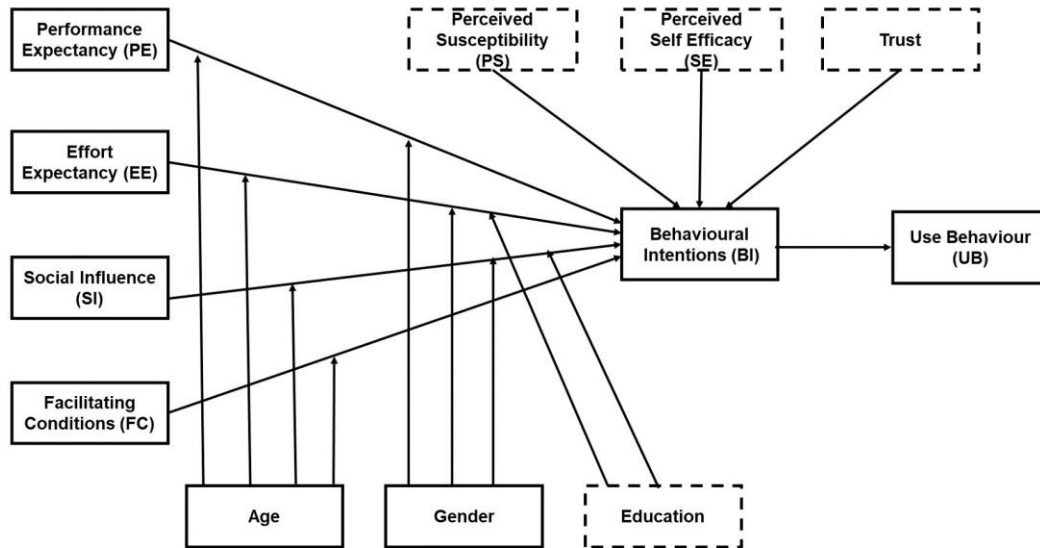 Performance
Expectancy (PE)
Perceived
Susceptibility
(PS)
Perceived
Self Efficacy
(SE)
Trust
Effort
Expectancy (EE)
Behavioural
Intentions (BI)
Use Behaviour
(UB)
Social Influence
(SI)
Facilitating
Conditions (FC)
Age
Gender
Education